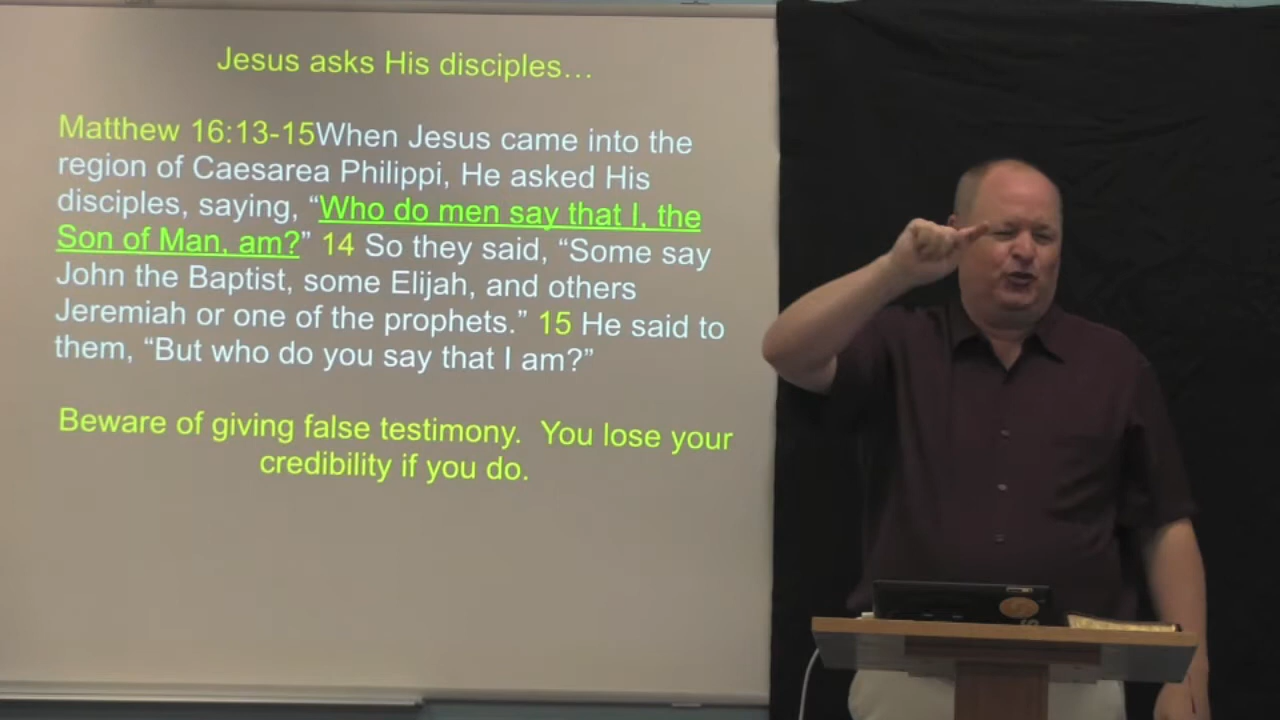 Jesus asks His disciples…
Matthew 16:13-15When Jesus came into the
region of Caesarea Philippi, He asked His
disciples, saying, “Who do men say that I, the
Son of Man, am?” 14 So they said, “Some say
John the Baptist, some Elijah, and others
Jeremiah or one of the prophets.” 15 He said to
them, “But who do you say that I am?”
Beware of giving false testimony.  You lose your
credibility if you do.